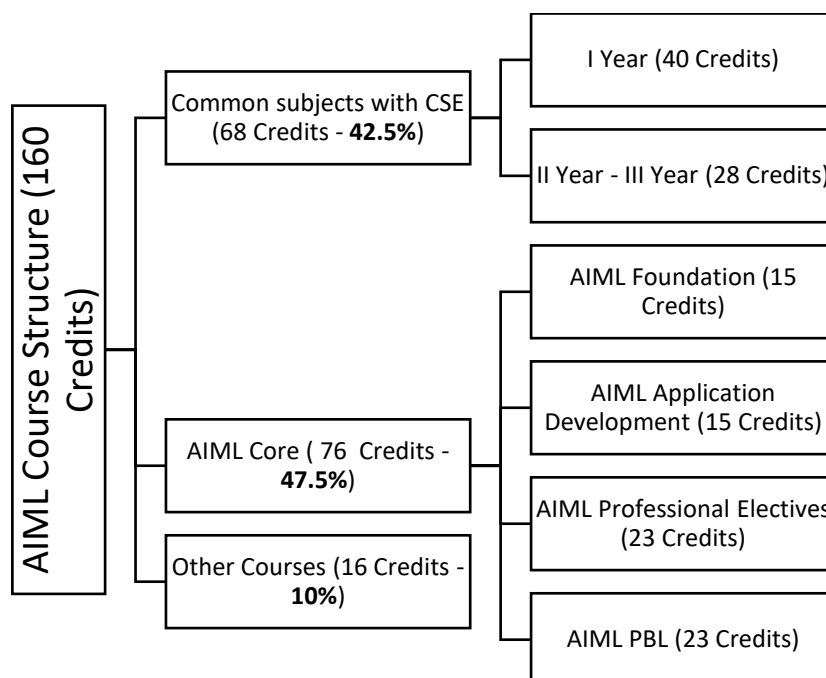 AIML Course Structure (160
Credits)
Common subjects with CSE
(68 Credits - 42.5%)
I Year (40 Credits)
II Year - III Year (28 Credits)
AIML Core ( 76 Credits -
47.5%)
AIML Foundation (15
Credits)
AIML Application
Development (15 Credits)
AIML Professional Electives
(23 Credits)
AIML PBL (23 Credits)
Other Courses (16 Credits -
10%)